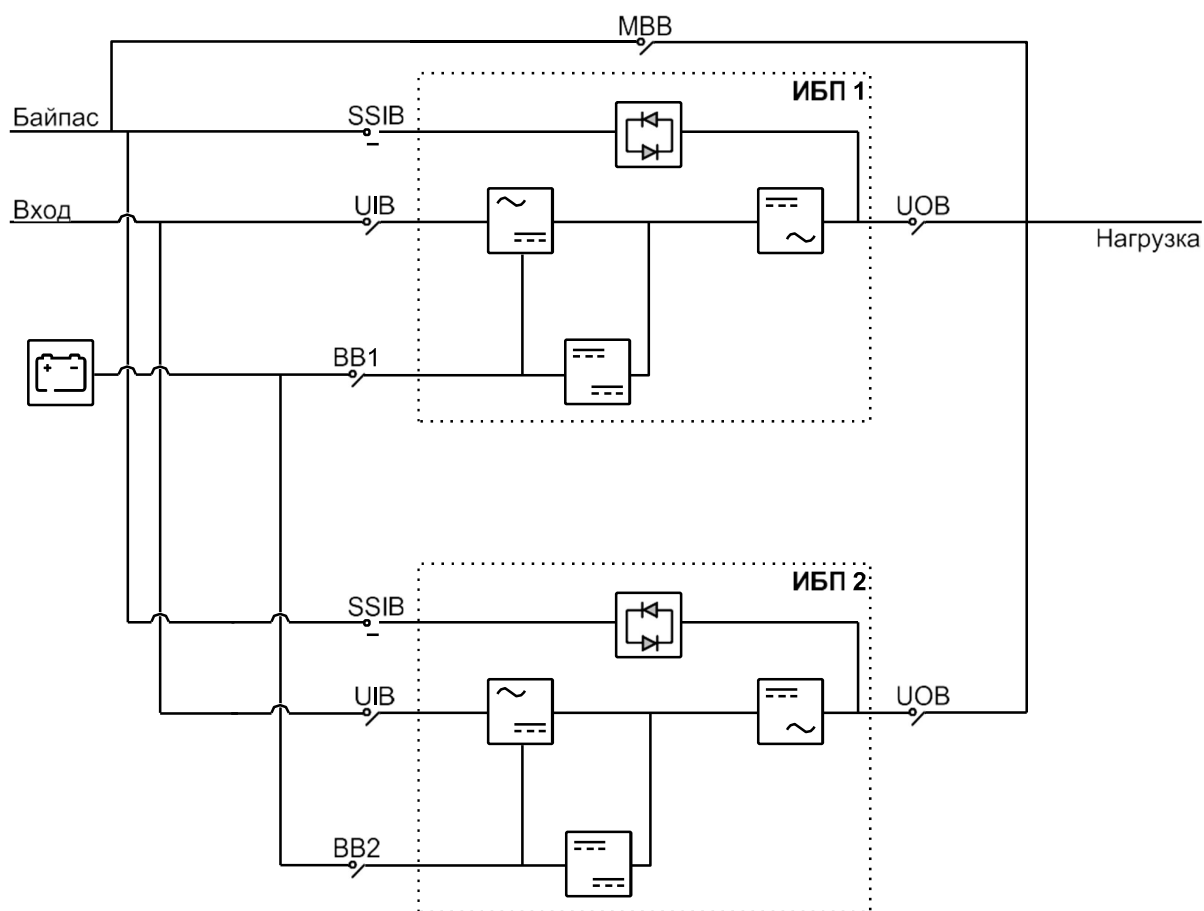 MBB
ИБП 1
Байпас
SSIB
Вход
UIB
UOB
Нагрузка
BB1
ИБП 2
SSIB
UIB
UOB
BB2